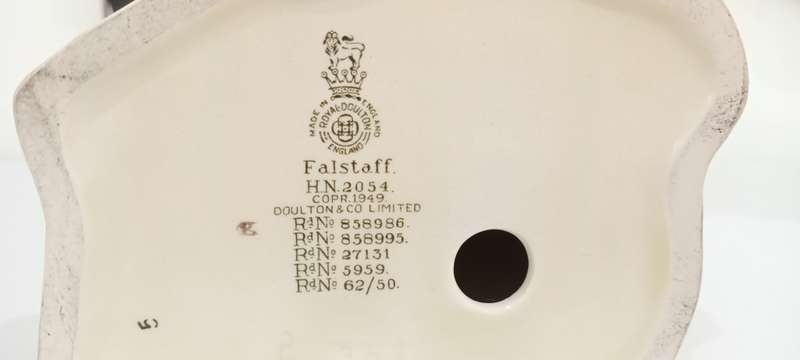 MADE IN ENGLAND
ROYAL DOULTON
ENGLAND
Falstaff.
H.N.2054.
COPR.1949.
DOULTON & CO LIMITED
Rd No 858986.
Rd No 858995.
Rd No 27131
Rd No 5959.
Rd No 62/50.
5